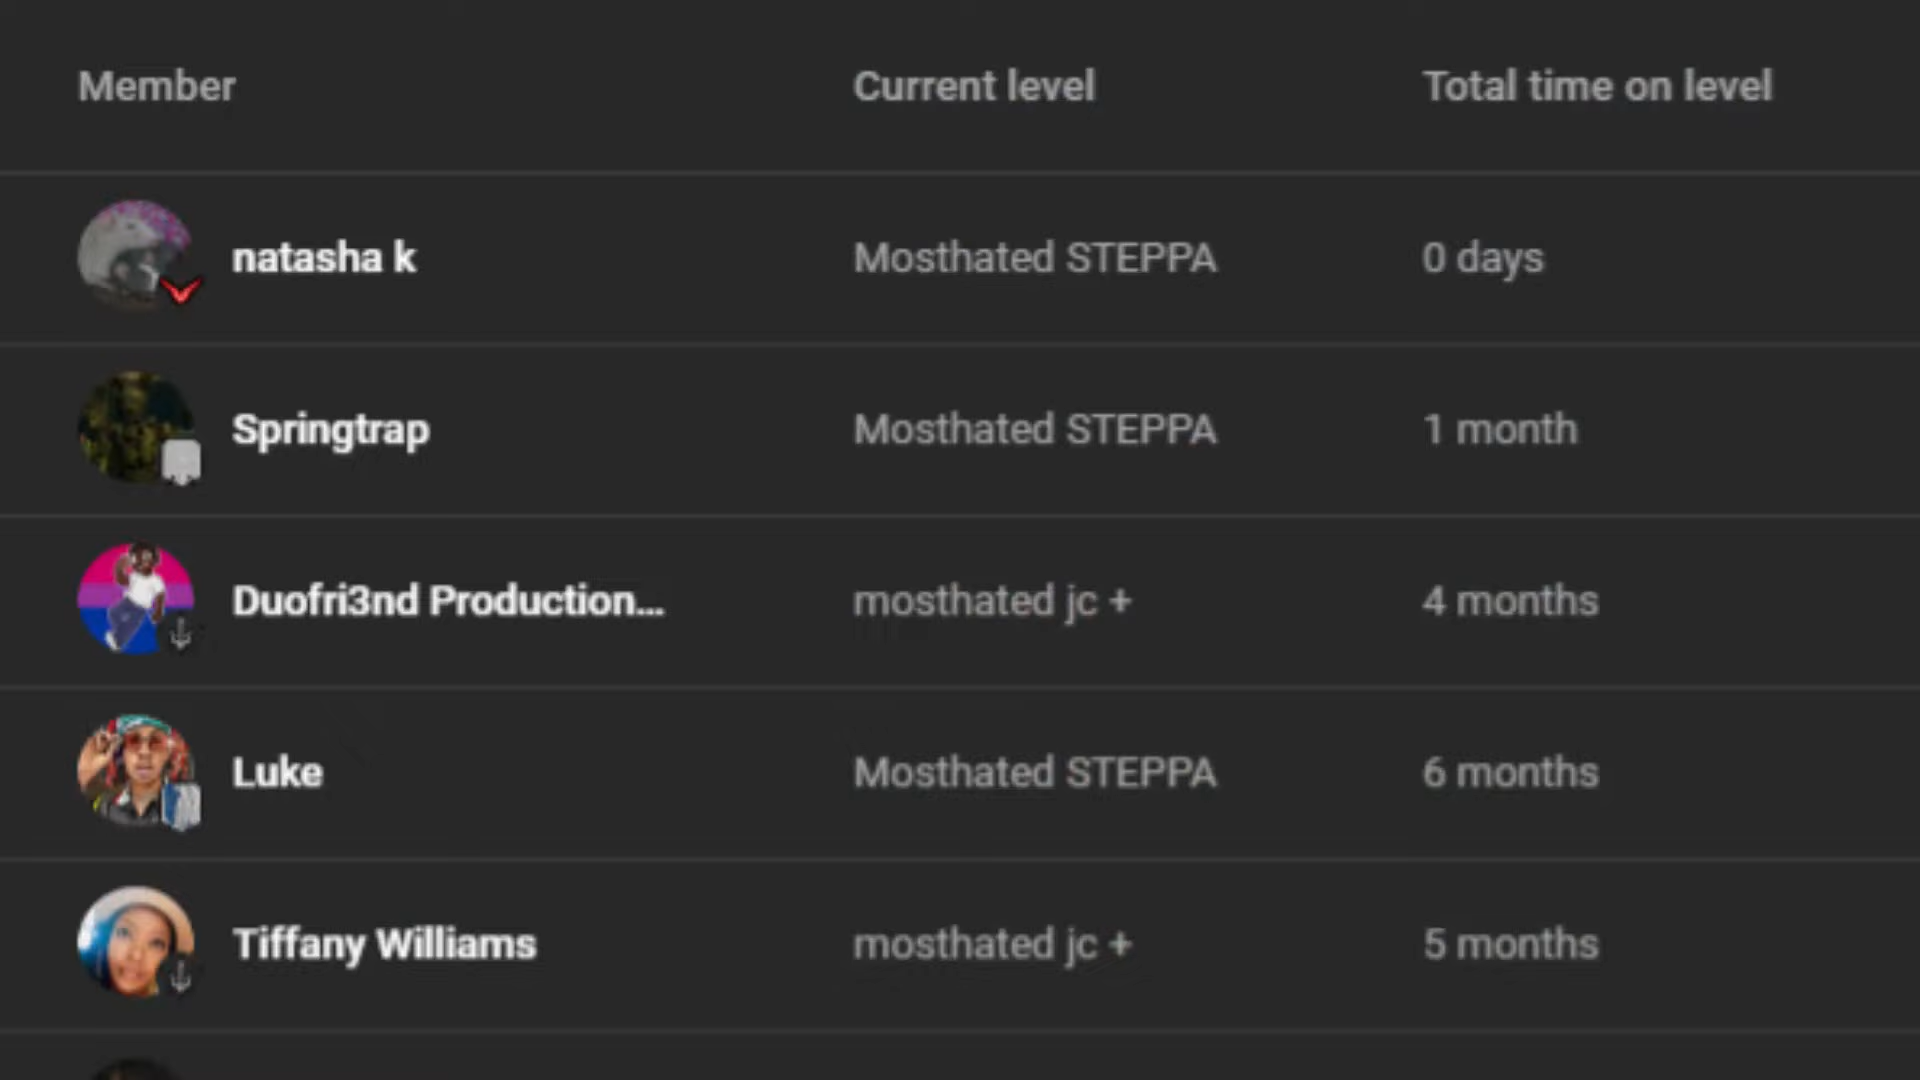 Member Current level Total time on level
natasha k Mosthated STEPPA 0 days
Springtrap Mosthated STEPPA 1 month
Duofri3nd Production... mosthated jc + 4 months
Luke Mosthated STEPPA 6 months
Tiffany Williams mosthated jc + 5 months